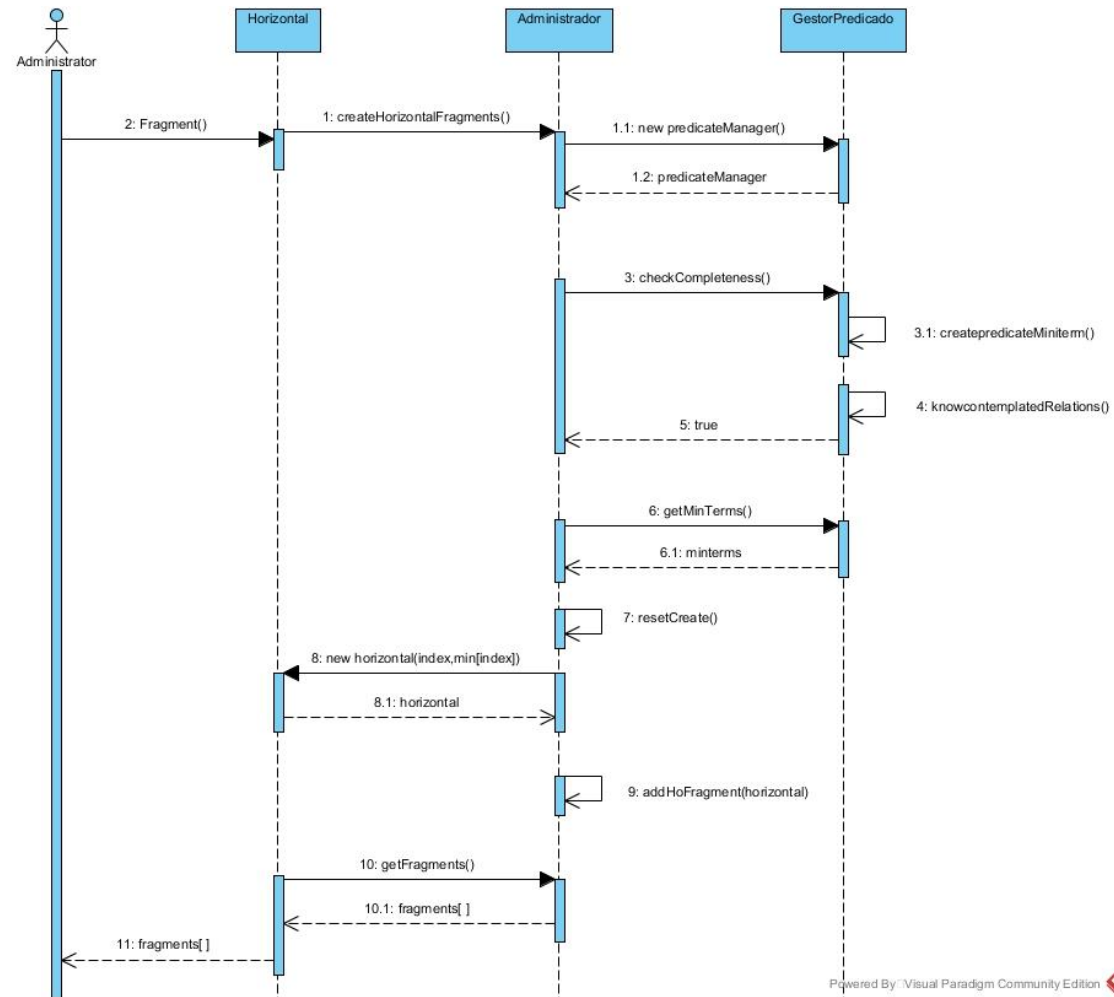 Horizontal
Administrador
GestorPredicado
Administrator
2: Fragment()
1: createHorizontalFragments()
1.1: new predicateManager()
1.2: predicateManager
3: checkCompleteness()
3.1: createpredicateMiniterm()
4: knowcontemplatedRelations()
5: true
6: getMinTerms()
6.1: minterms
7: resetCreate()
8: new horizontal(index,min[index])
8.1: horizontal
9: addHoFragment(horizontal)
10: getFragments()
10.1: fragments[ ]
11: fragments[ ]
Powered By Visual Paradigm Community Edition